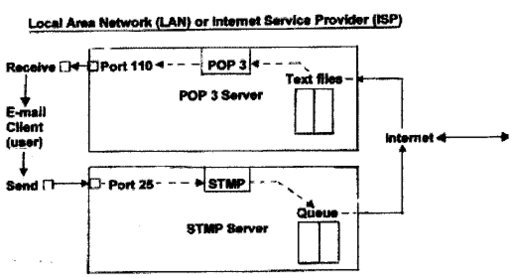 Local Area Network (LAN) or Internet Service Provider (ISP)
Receive
Port 110
POP 3
Text files
POP 3 Server
E-mail
Client
(user)
Internet
Send
Port 25
STMP
Queue
STMP Server